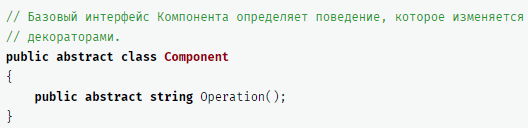 // Базовый интерфейс Компонента определяет поведение, которое изменяется
// декораторами.
public abstract class Component
{
    public abstract string Operation();
}